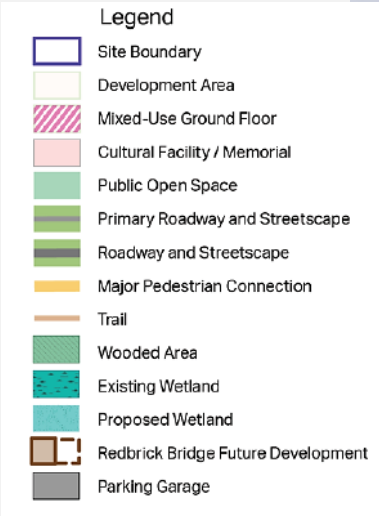 Legend
Site Boundary
Development Area
Mixed-Use Ground Floor
Cultural Facility / Memorial
Public Open Space
Primary Roadway and Streetscape
Roadway and Streetscape
Major Pedestrian Connection
Trail
Wooded Area
Existing Wetland
Proposed Wetland
Redbrick Bridge Future Development
Parking Garage